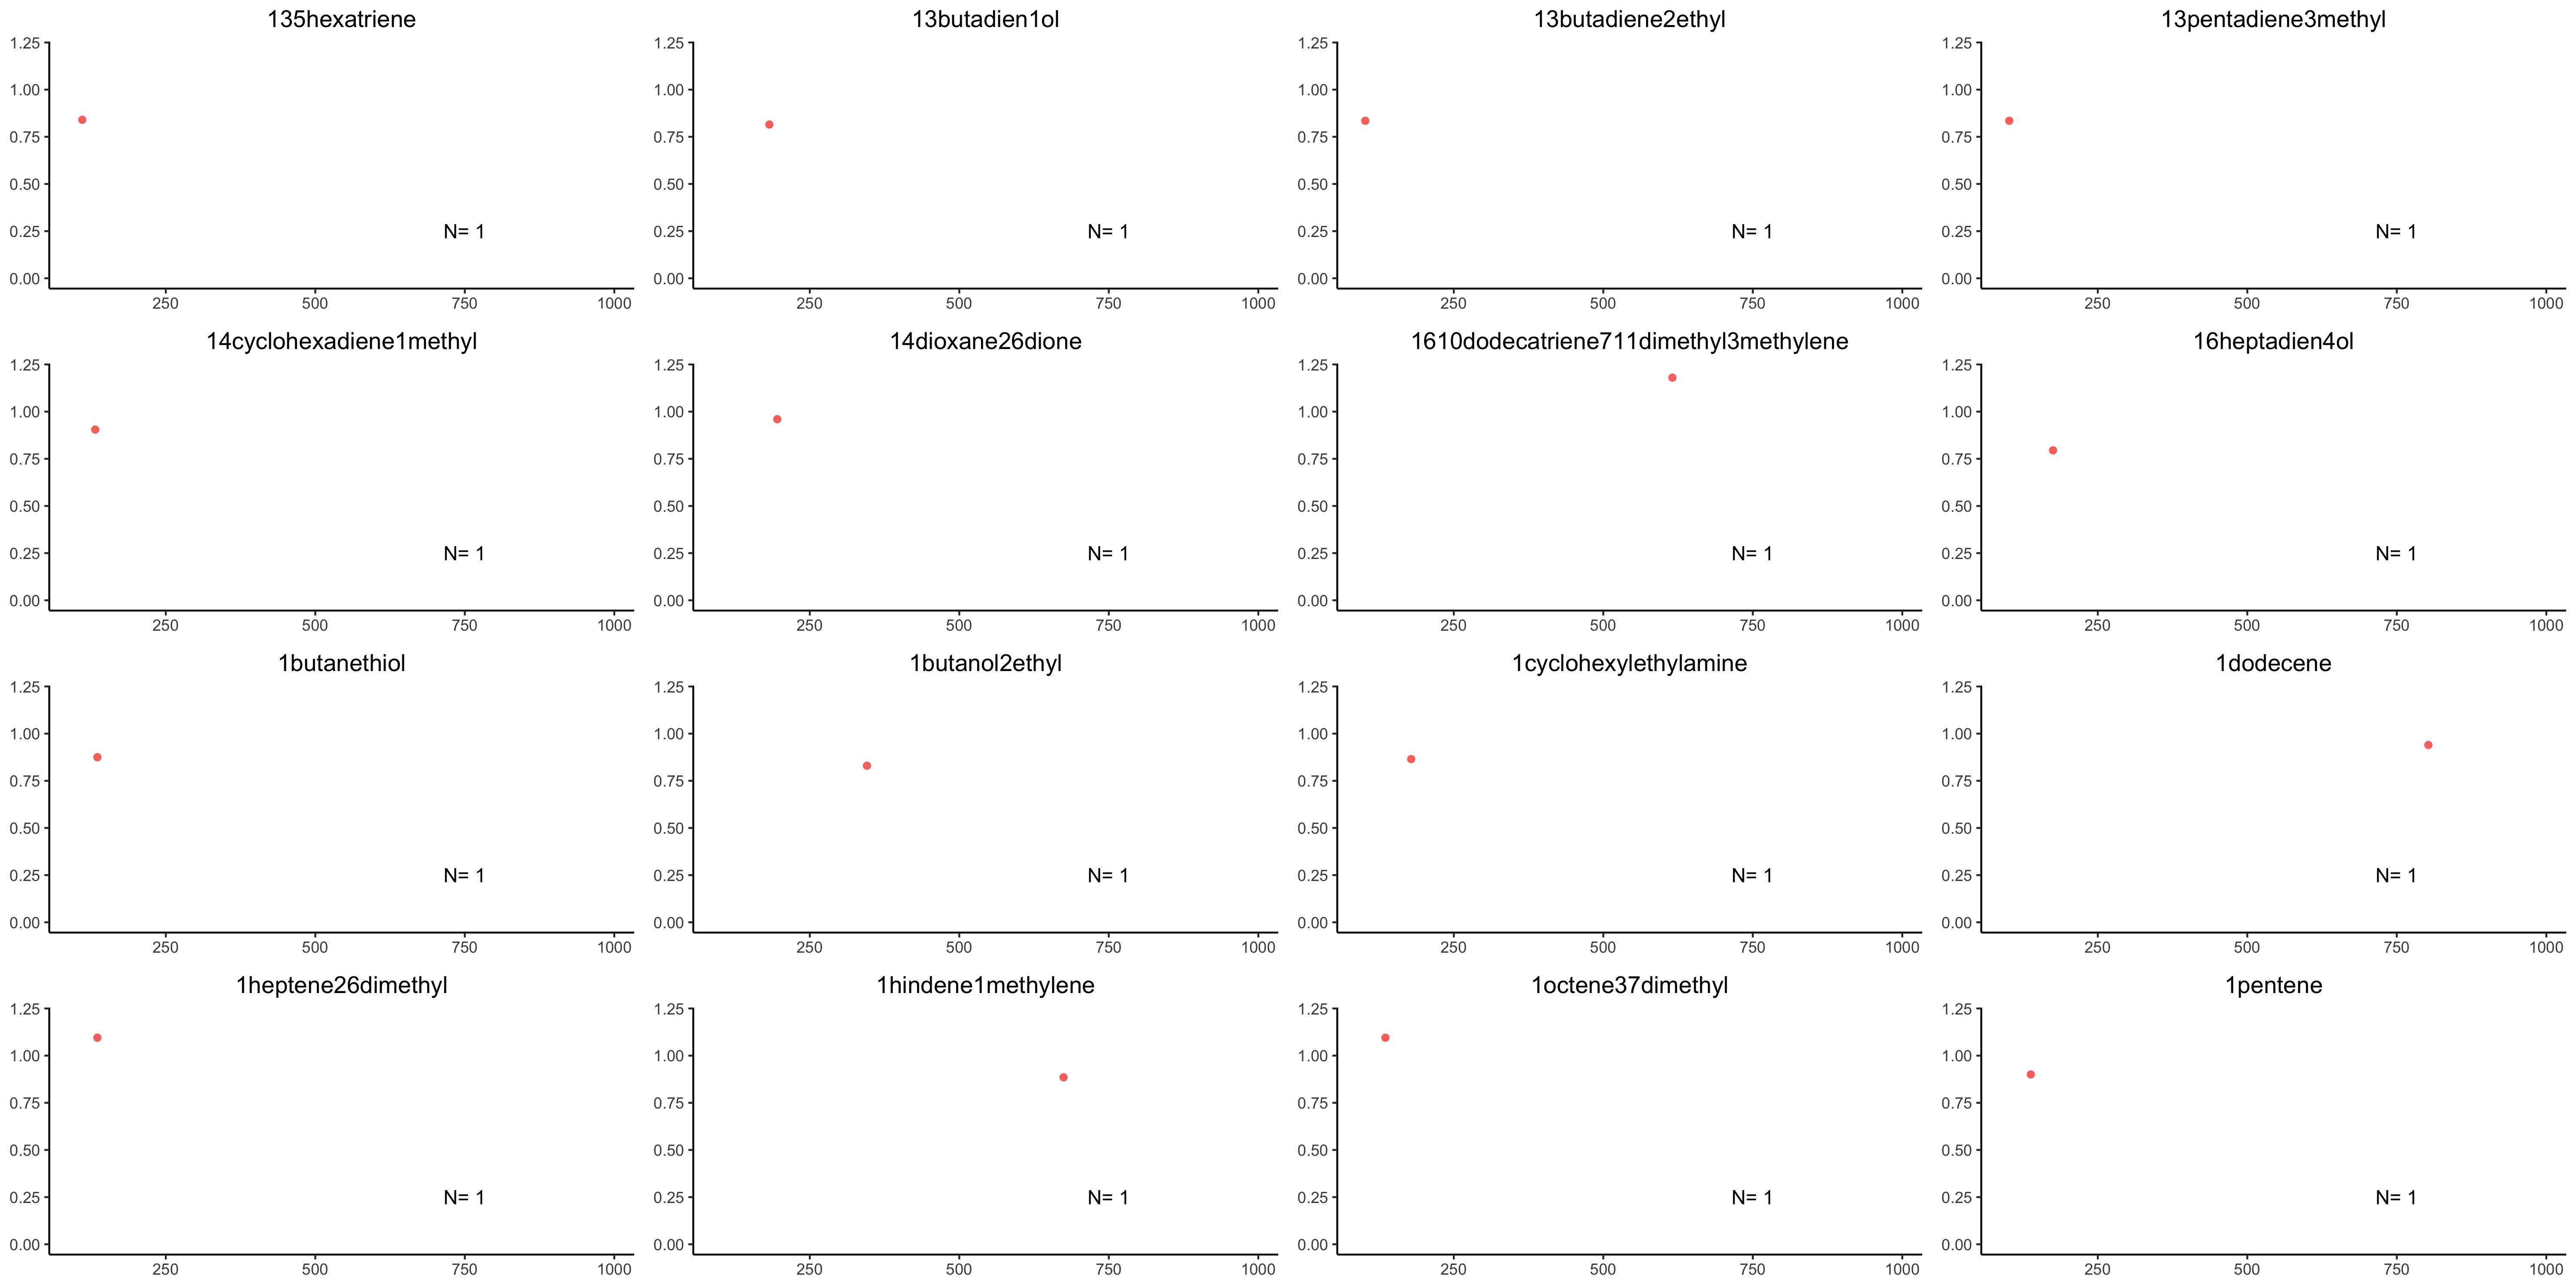 135hexatriene 13butadien1ol 13butadiene2ethyl 13pentadiene3methyl
1.25 1.25 1.25 1.25
1.00 1.00 1.00 1.00
0.75 0.75 0.75 0.75
0.50 0.50 0.50 0.50
0.25 N= 1 0.25 N= 1 0.25 N= 1 0.25 N= 1
0.00 0.00 0.00 0.00
250 500 750 1000 250 500 750 1000 250 500 750 1000 250 500 750 1000
14cyclohexadiene1methyl 14dioxane26dione 1610dodecatriene711dimethyl3methylene 16heptadien4ol
1.25 1.25 1.25 1.25
1.00 1.00 1.00 1.00
0.75 0.75 0.75 0.75
0.50 0.50 0.50 0.50
0.25 N= 1 0.25 N= 1 0.25 N= 1 0.25 N= 1
0.00 0.00 0.00 0.00
250 500 750 1000 250 500 750 1000 250 500 750 1000 250 500 750 1000
1butanethiol 1butanol2ethyl 1cyclohexylethylamine 1dodecene
1.25 1.25 1.25 1.25
1.00 1.00 1.00 1.00
0.75 0.75 0.75 0.75
0.50 0.50 0.50 0.50
0.25 N= 1 0.25 N= 1 0.25 N= 1 0.25 N= 1
0.00 0.00 0.00 0.00
250 500 750 1000 250 500 750 1000 250 500 750 1000 250 500 750 1000
1heptene26dimethyl 1hindene1methylene 1octene37dimethyl 1pentene
1.25 1.25 1.25 1.25
1.00 1.00 1.00 1.00
0.75 0.75 0.75 0.75
0.50 0.50 0.50 0.50
0.25 N= 1 0.25 N= 1 0.25 N= 1 0.25 N= 1
0.00 0.00 0.00 0.00
250 500 750 1000 250 500 750 1000 250 500 750 1000 250 500 750 1000